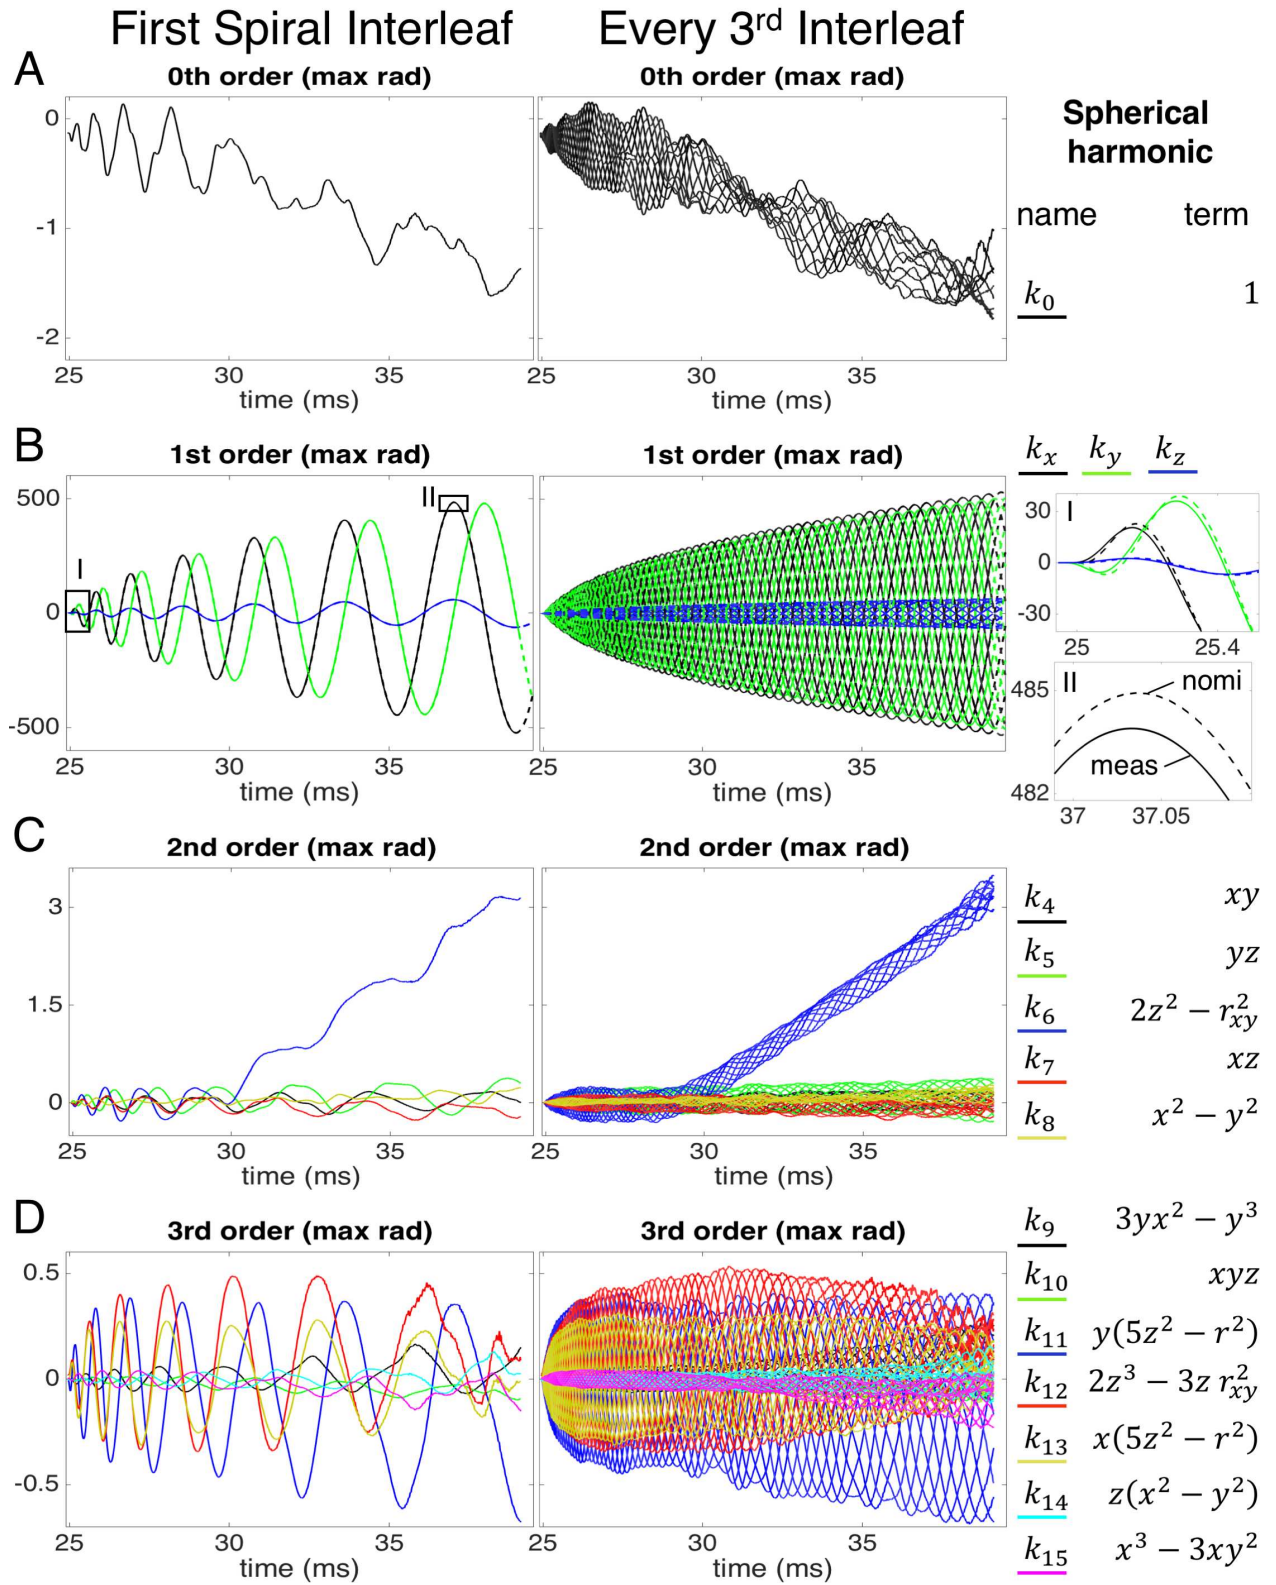 First Spiral Interleaf Every 3rd Interleaf
A
0th order (max rad) 0th order (max rad)
Spherical
harmonic
name term
k0 1
0
-1
-2
25 30 35 25 30 35
time (ms) time (ms)
B
1st order (max rad) 1st order (max rad)
kx ky kz
500
0
-500
I
II
25 30 35 25 30 35
time (ms) time (ms)
I
30
0
-30
25 25.4
II
485
nomi
meas
482
37 37.05
C
2nd order (max rad) 2nd order (max rad)
3
1.5
0
25 30 35 25 30 35
time (ms) time (ms)
k4 xy
k5 yz
k6 2z² − r²xy
k7 xz
k8 x² − y²
D
3rd order (max rad) 3rd order (max rad)
0.5
0
-0.5
25 30 35 25 30 35
time (ms) time (ms)
k9 3yx² − y³
k10 xyz
k11 y(5z² − r²)
k12 2z³ − 3z r²xy
k13 x(5z² − r²)
k14 z(x² − y²)
k15 x³ − 3xy²